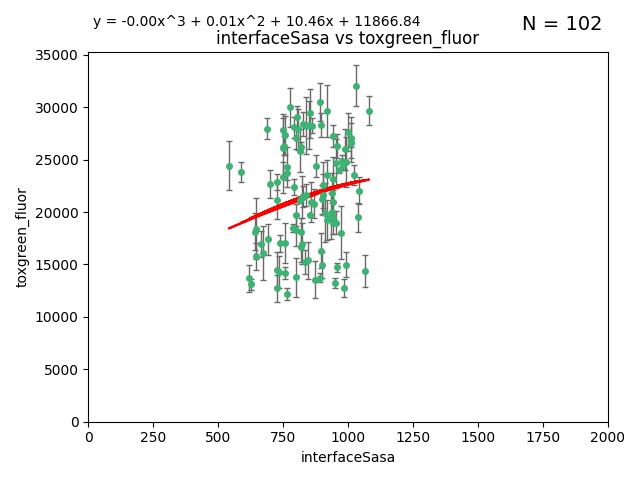 y = -0.00x^3 + 0.01x^2 + 10.46x + 11866.84
N = 102
interfaceSasa vs toxgreen_fluor
35000
30000
25000
20000
15000
10000
5000
0
toxgreen_fluor
0 250 500 750 1000 1250 1500 1750 2000
interfaceSasa